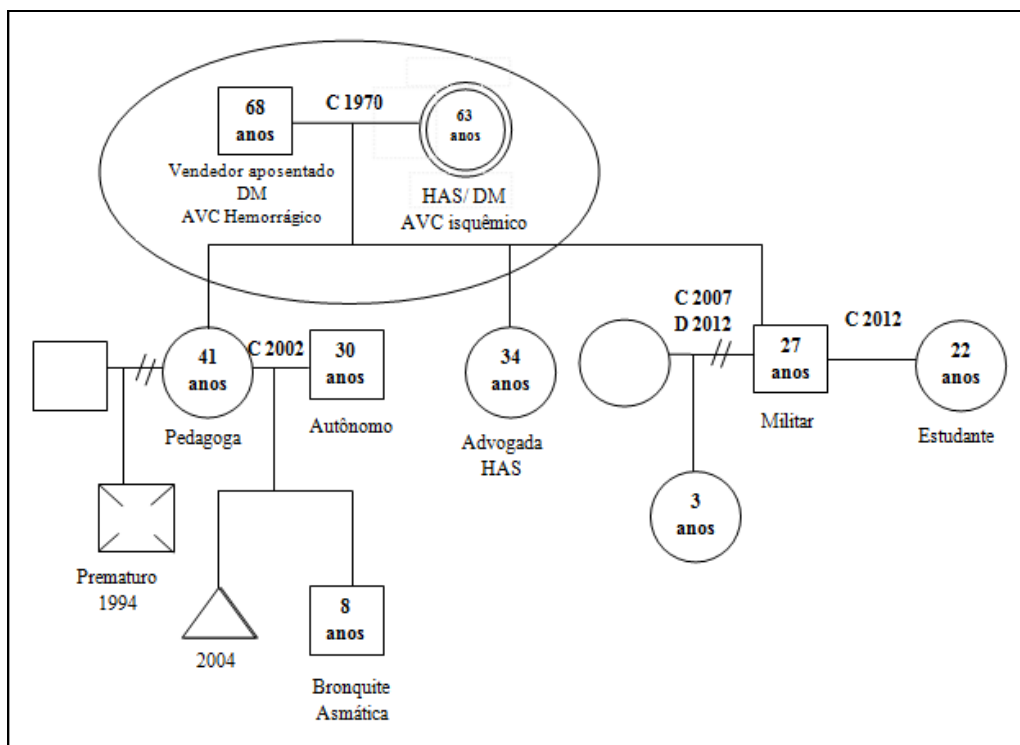 68
anos
C 1970
63
anos
Vendedor aposentado
DM
AVC Hemorrágico
HAS/ DM
AVC isquêmico
41
anos
Pedagoga
C 2002
30
anos
Autônomo
34
anos
Advogada
HAS
C 2007
D 2012
27
anos
Militar
C 2012
22
anos
Estudante
Prematuro
1994
2004
8
anos
Bronquite
Asmática
3
anos